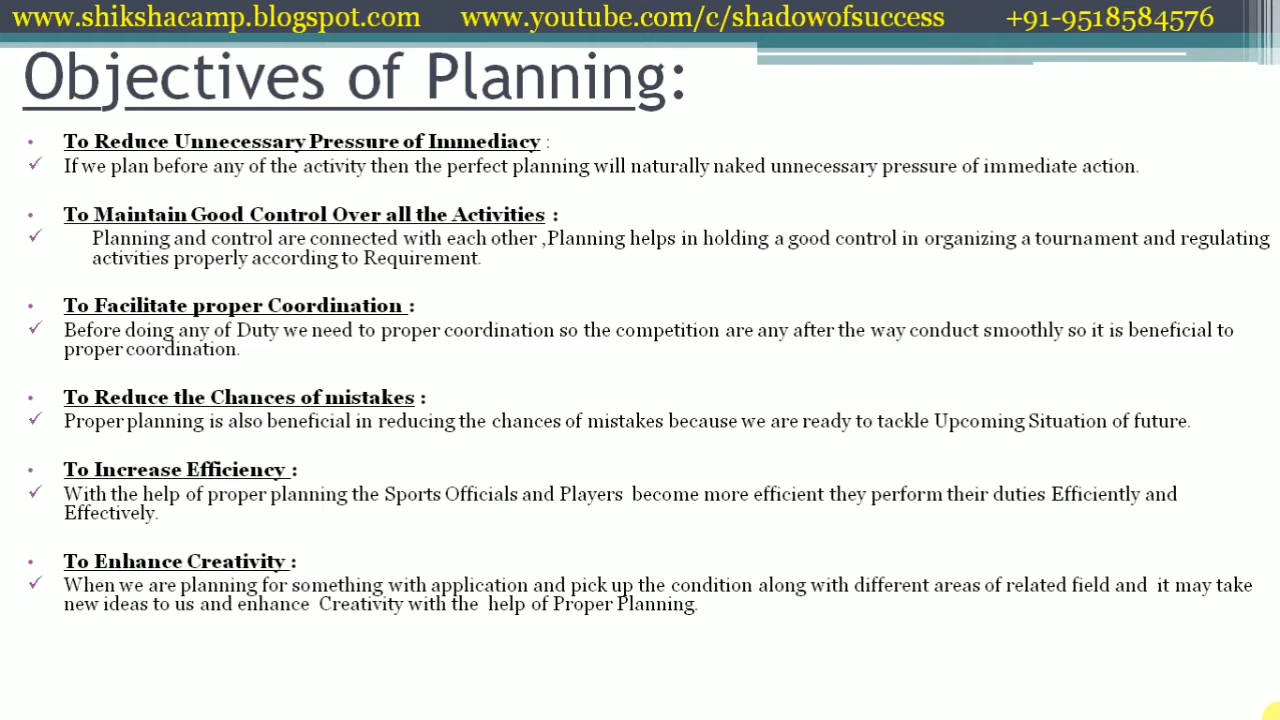 www.shikshacamp.blogspot.com www.youtube.com/c/shadowofsuccess +91-9518584576
Objectives of Planning:
• To Reduce Unnecessary Pressure of Immediacy :
✓ If we plan before any of the activity then the perfect planning will naturally naked unnecessary pressure of immediate action.
• To Maintain Good Control Over all the Activities :
✓ Planning and control are connected with each other ,Planning helps in holding a good control in organizing a tournament and regulating
activities properly according to Requirement.
• To Facilitate proper Coordination :
✓ Before doing any of Duty we need to proper coordination so the competition are any after the way conduct smoothly so it is beneficial to
proper coordination.
• To Reduce the Chances of mistakes :
✓ Proper planning is also beneficial in reducing the chances of mistakes because we are ready to tackle Upcoming Situation of future.
• To Increase Efficiency :
✓ With the help of proper planning the Sports Officials and Players become more efficient they perform their duties Efficiently and
Effectively.
• To Enhance Creativity :
✓ When we are planning for something with application and pick up the condition along with different areas of related field and it may take
new ideas to us and enhance Creativity with the help of Proper Planning.